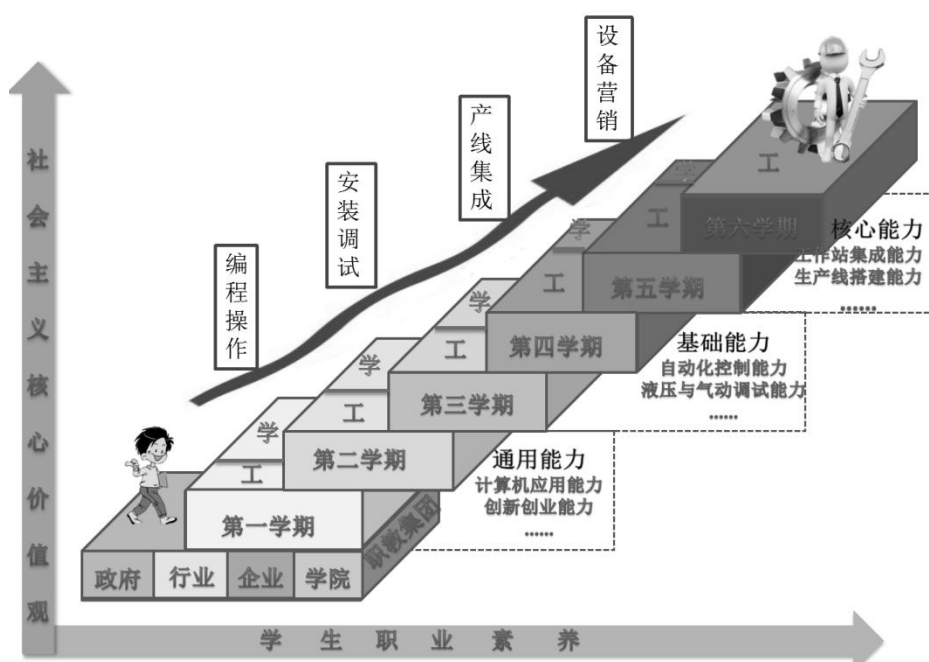 社会主义核心价值观
编程操作
安装调试
产线集成
设备营销
工
第六学期
学
工
第五学期
学
工
第四学期
学
工
第三学期
学
工
第二学期
学
工
第一学期
政府
行业
企业
学院
职教集团
核心能力
工作站集成能力
生产线搭建能力
......
基础能力
自动化控制能力
液压与气动调试能力
......
通用能力
计算机应用能力
创新创业能力
......
学生职业素养